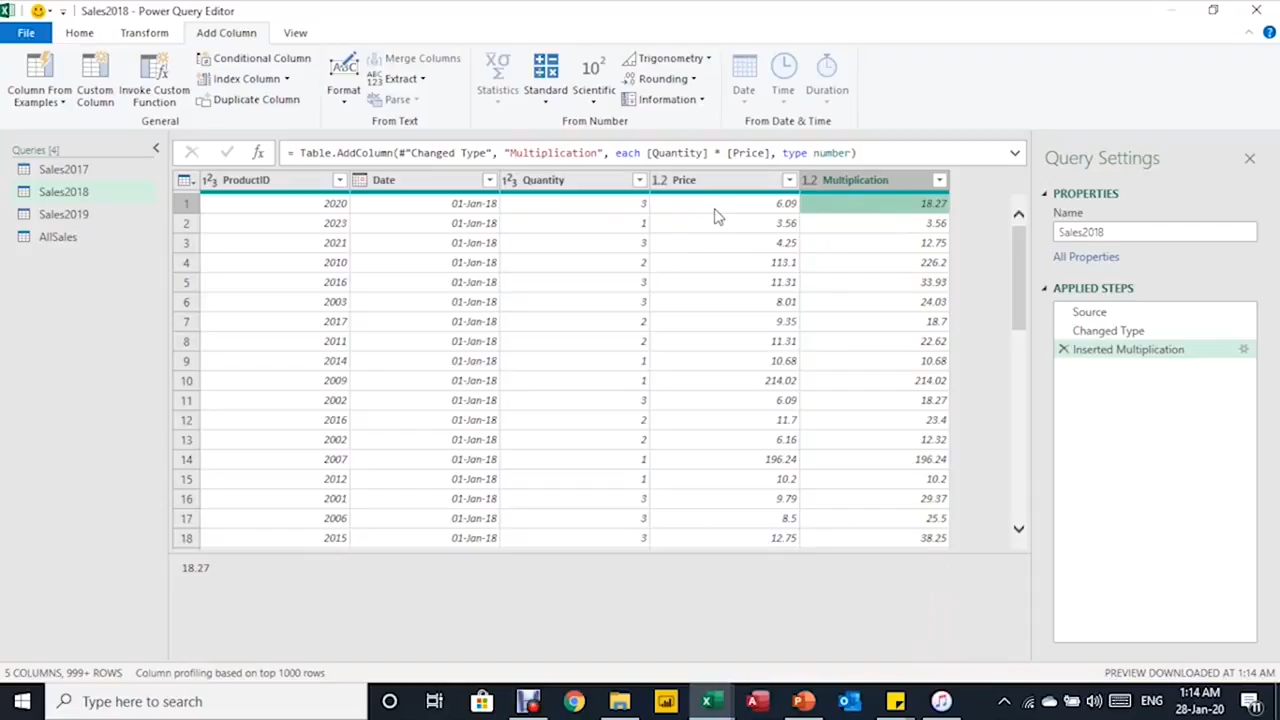 Sales2018 - Power Query Editor
File Home Transform Add Column View
Column From Examples
Custom Column
Invoke Custom Function
Conditional Column
Index Column
Duplicate Column
General
Format
Merge Columns
Extract
Parse
From Text
Statistics
Standard
Scientific
Trigonometry
Rounding
Information
From Number
Date
Time
Duration
From Date & Time
Queries [4]
Sales2017
Sales2018
Sales2019
AllSales
= Table.AddColumn(#"Changed Type", "Multiplication", each [Quantity] * [Price], type number)
ProductID Date Quantity Price Multiplication
1 2020 01-Jan-18 3 6.09 18.27
2 2023 01-Jan-18 1 3.56 3.56
3 2021 01-Jan-18 3 4.25 12.75
4 2010 01-Jan-18 2 113.1 226.2
5 2016 01-Jan-18 3 11.31 33.93
6 2003 01-Jan-18 3 8.01 24.03
7 2017 01-Jan-18 2 9.35 18.7
8 2011 01-Jan-18 2 11.31 22.62
9 2014 01-Jan-18 1 10.68 10.68
10 2009 01-Jan-18 1 214.02 214.02
11 2002 01-Jan-18 3 6.09 18.27
12 2016 01-Jan-18 2 11.7 23.4
13 2002 01-Jan-18 2 6.16 12.32
14 2007 01-Jan-18 1 196.24 196.24
15 2012 01-Jan-18 1 10.2 10.2
16 2001 01-Jan-18 3 9.79 29.37
17 2006 01-Jan-18 3 8.5 25.5
18 2015 01-Jan-18 3 12.75 38.25
18.27
Query Settings
PROPERTIES
Name
Sales2018
All Properties
APPLIED STEPS
Source
Changed Type
Inserted Multiplication
5 COLUMNS, 999+ ROWS Column profiling based on top 1000 rows
PREVIEW DOWNLOADED AT 1:14 AM
Type here to search
ENG
1:14 AM
28-Jan-20